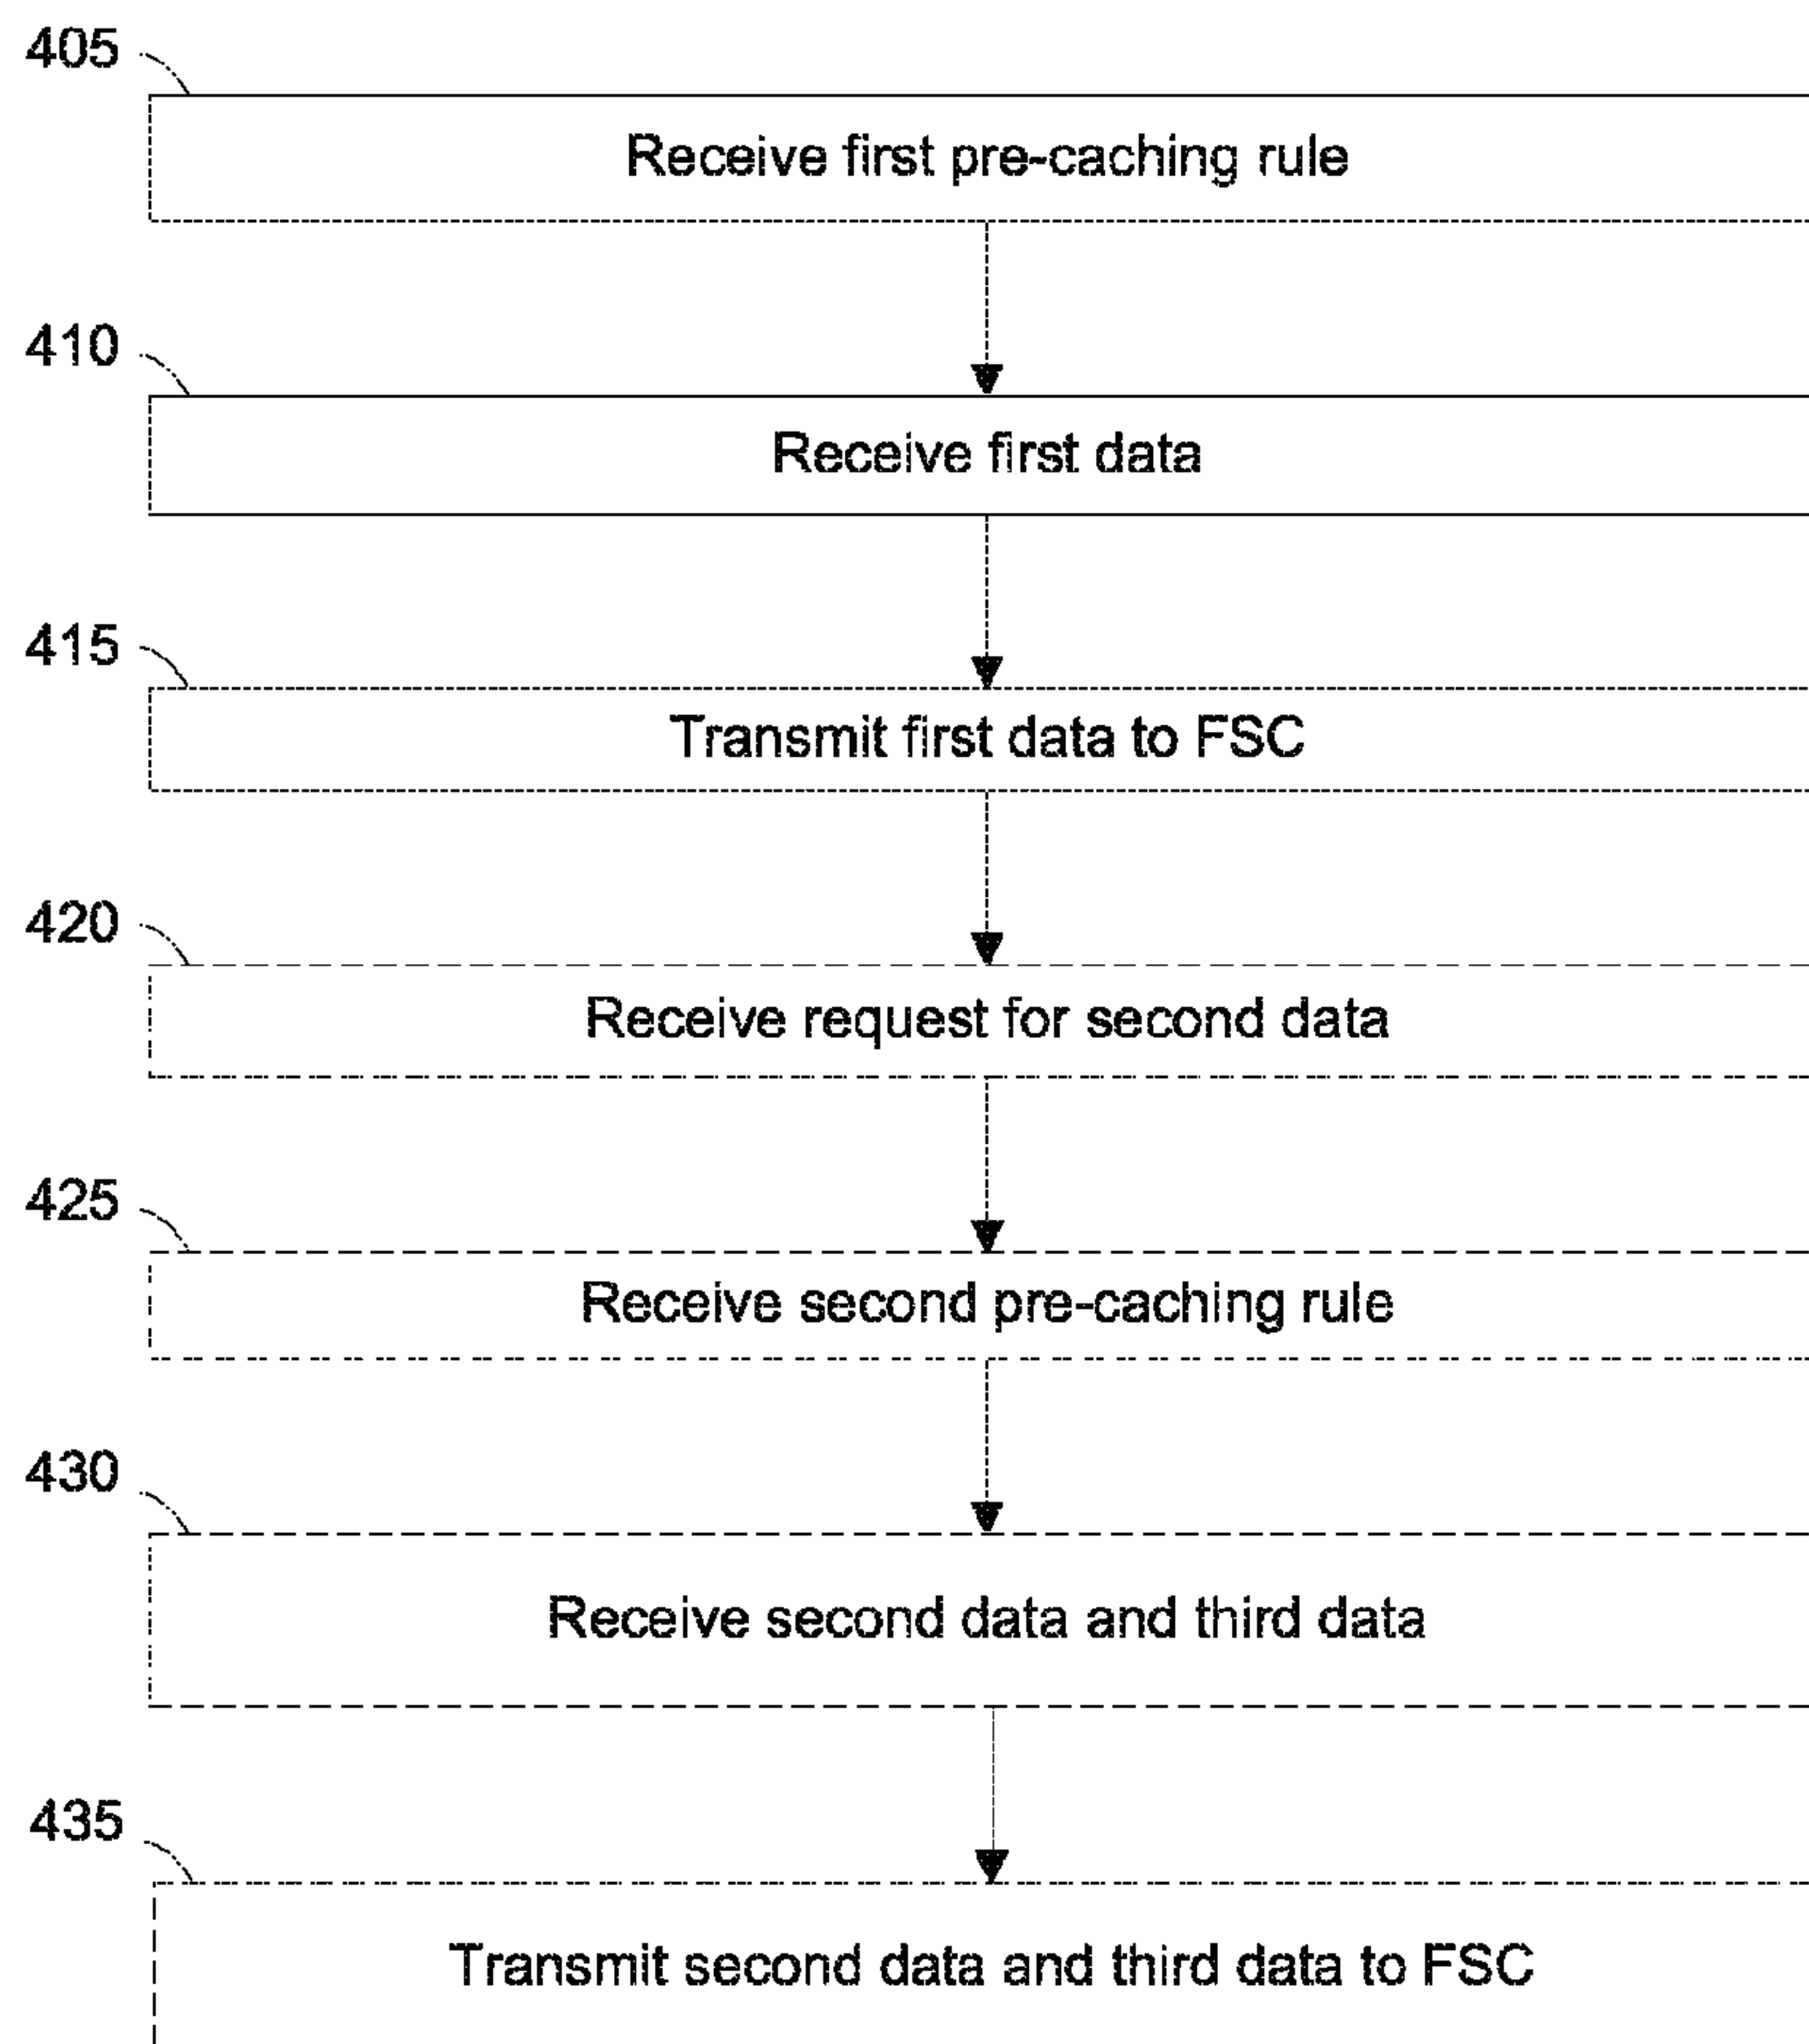 405
Receive first pre-caching rule
410
Receive first data
415
Transmit first data to FSC
420
Receive request for second data
425
Receive second pre-caching rule
430
Receive second data and third data
435
Transmit second data and third data to FSC